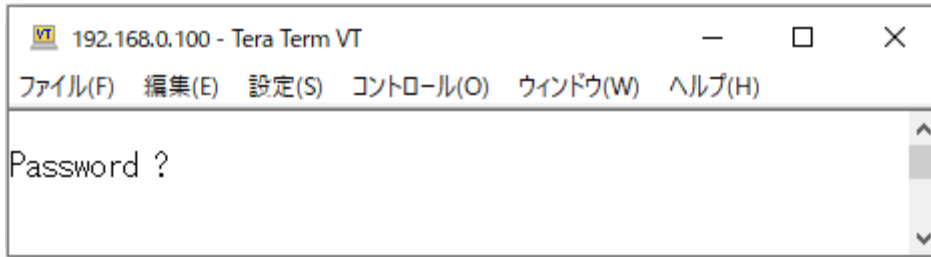 VT 192.168.0.100 - Tera Term VT
ファイル(F) 編集(E) 設定(S) コントロール(O) ウィンドウ(W) ヘルプ(H)
Password ?